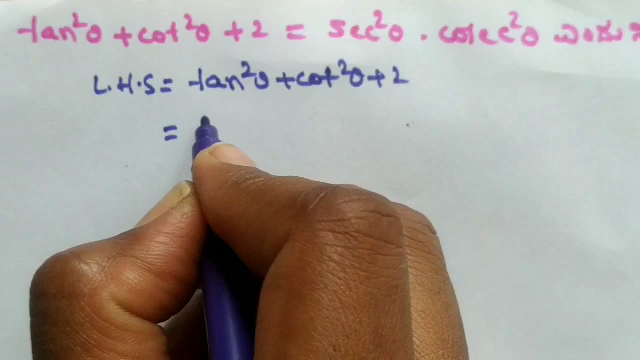 tan²θ + cot²θ + 2 = sec²θ . cosec²θ ಎಂದು
L.H.S = tan²θ + cot²θ + 2
=